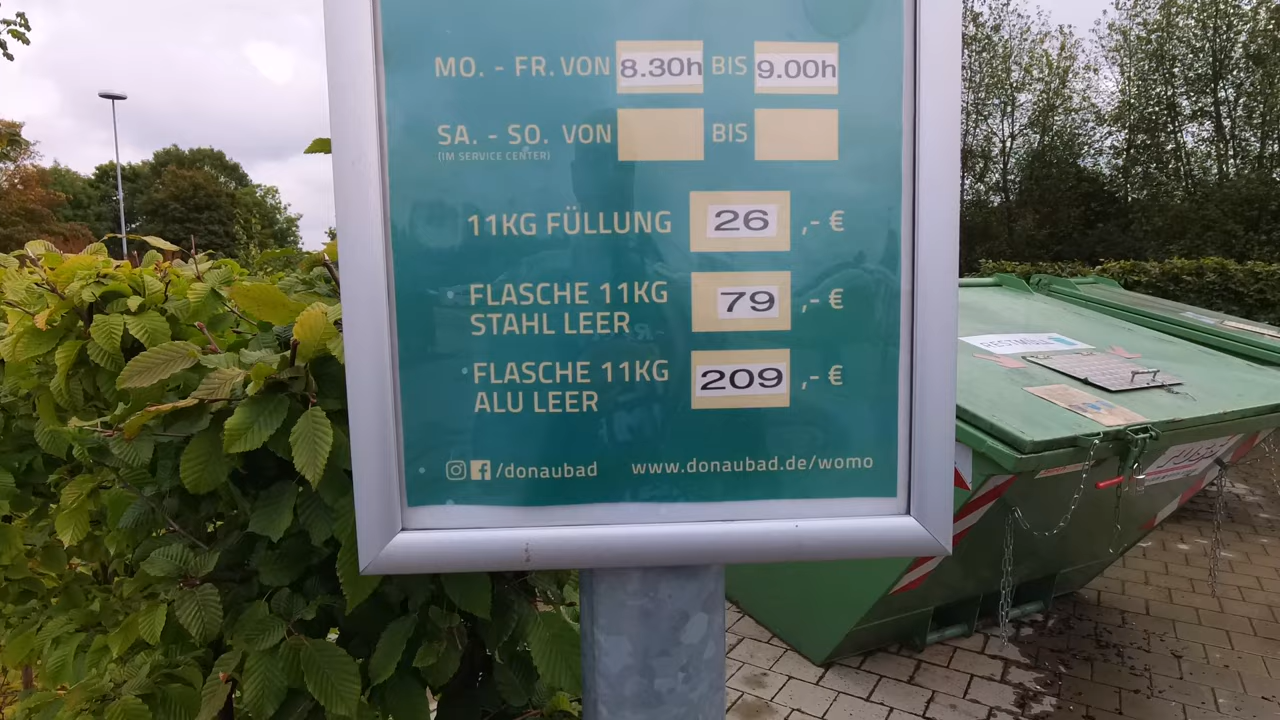 MO. - FR. VON 8.30h BIS 9.00h
SA. - SO. VON BIS
(IM SERVICE CENTER)
11KG FÜLLUNG 26 ,- €
FLASCHE 11KG
STAHL LEER 79 ,- €
FLASCHE 11KG
ALU LEER 209 ,- €
/donaubad www.donaubad.de/womo